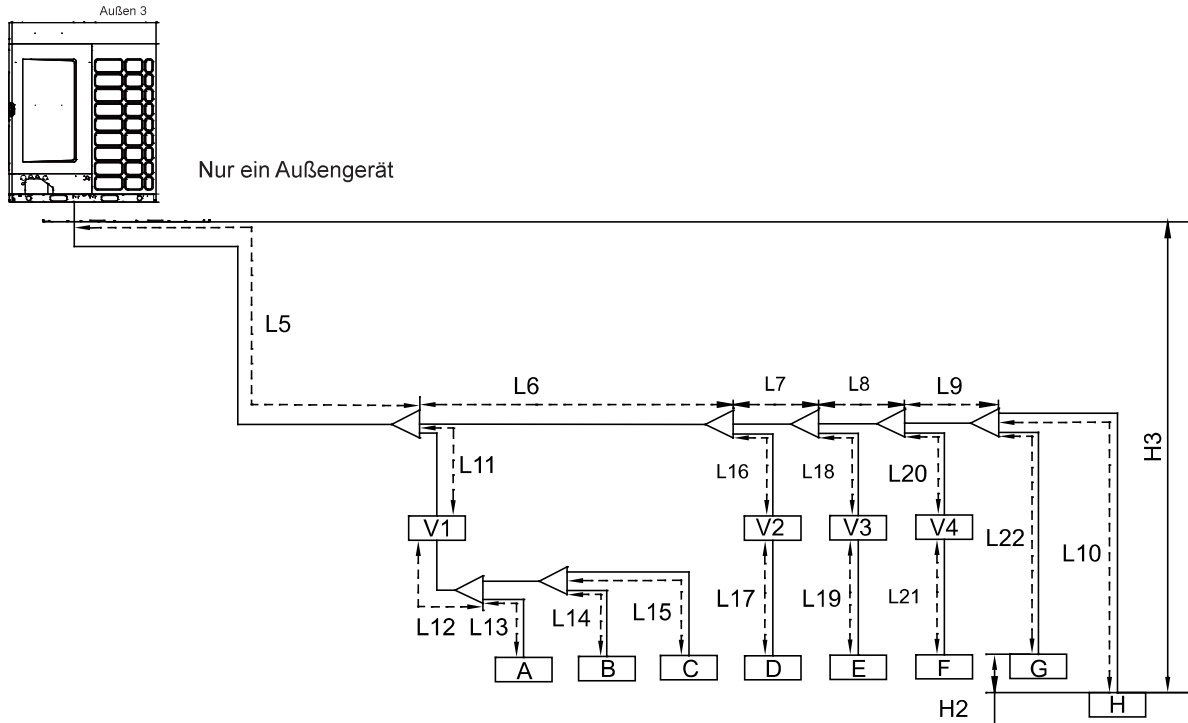 Außen 3
Nur ein Außengerät
L5
L6
L7
L8
L9
H3
L11
L16
L18
L20
V1
V2
V3
V4
L22
L10
L12
L13
L14
L15
L17
L19
L21
A
B
C
D
E
F
G
H2
H